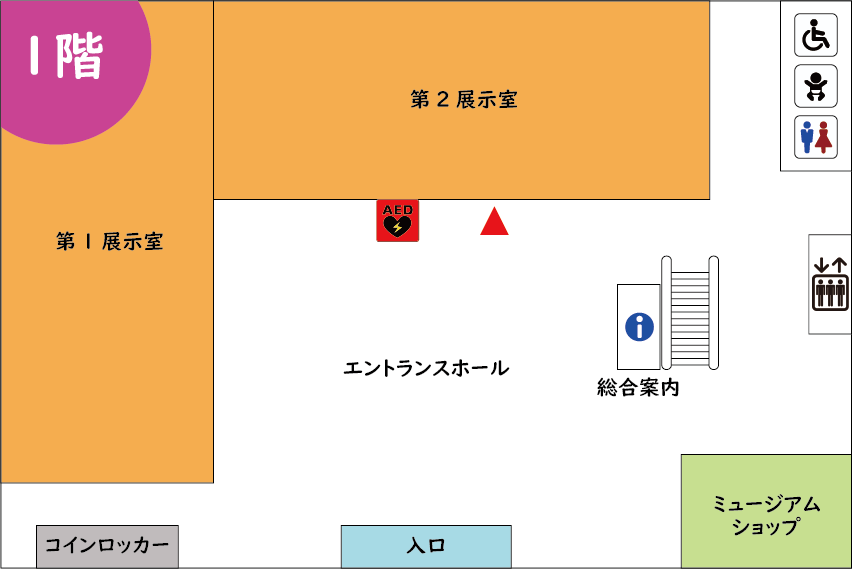 1階
第2展示室
AED
第1展示室
エントランスホール
総合案内
ミュージアム
ショップ
コインロッカー
入口